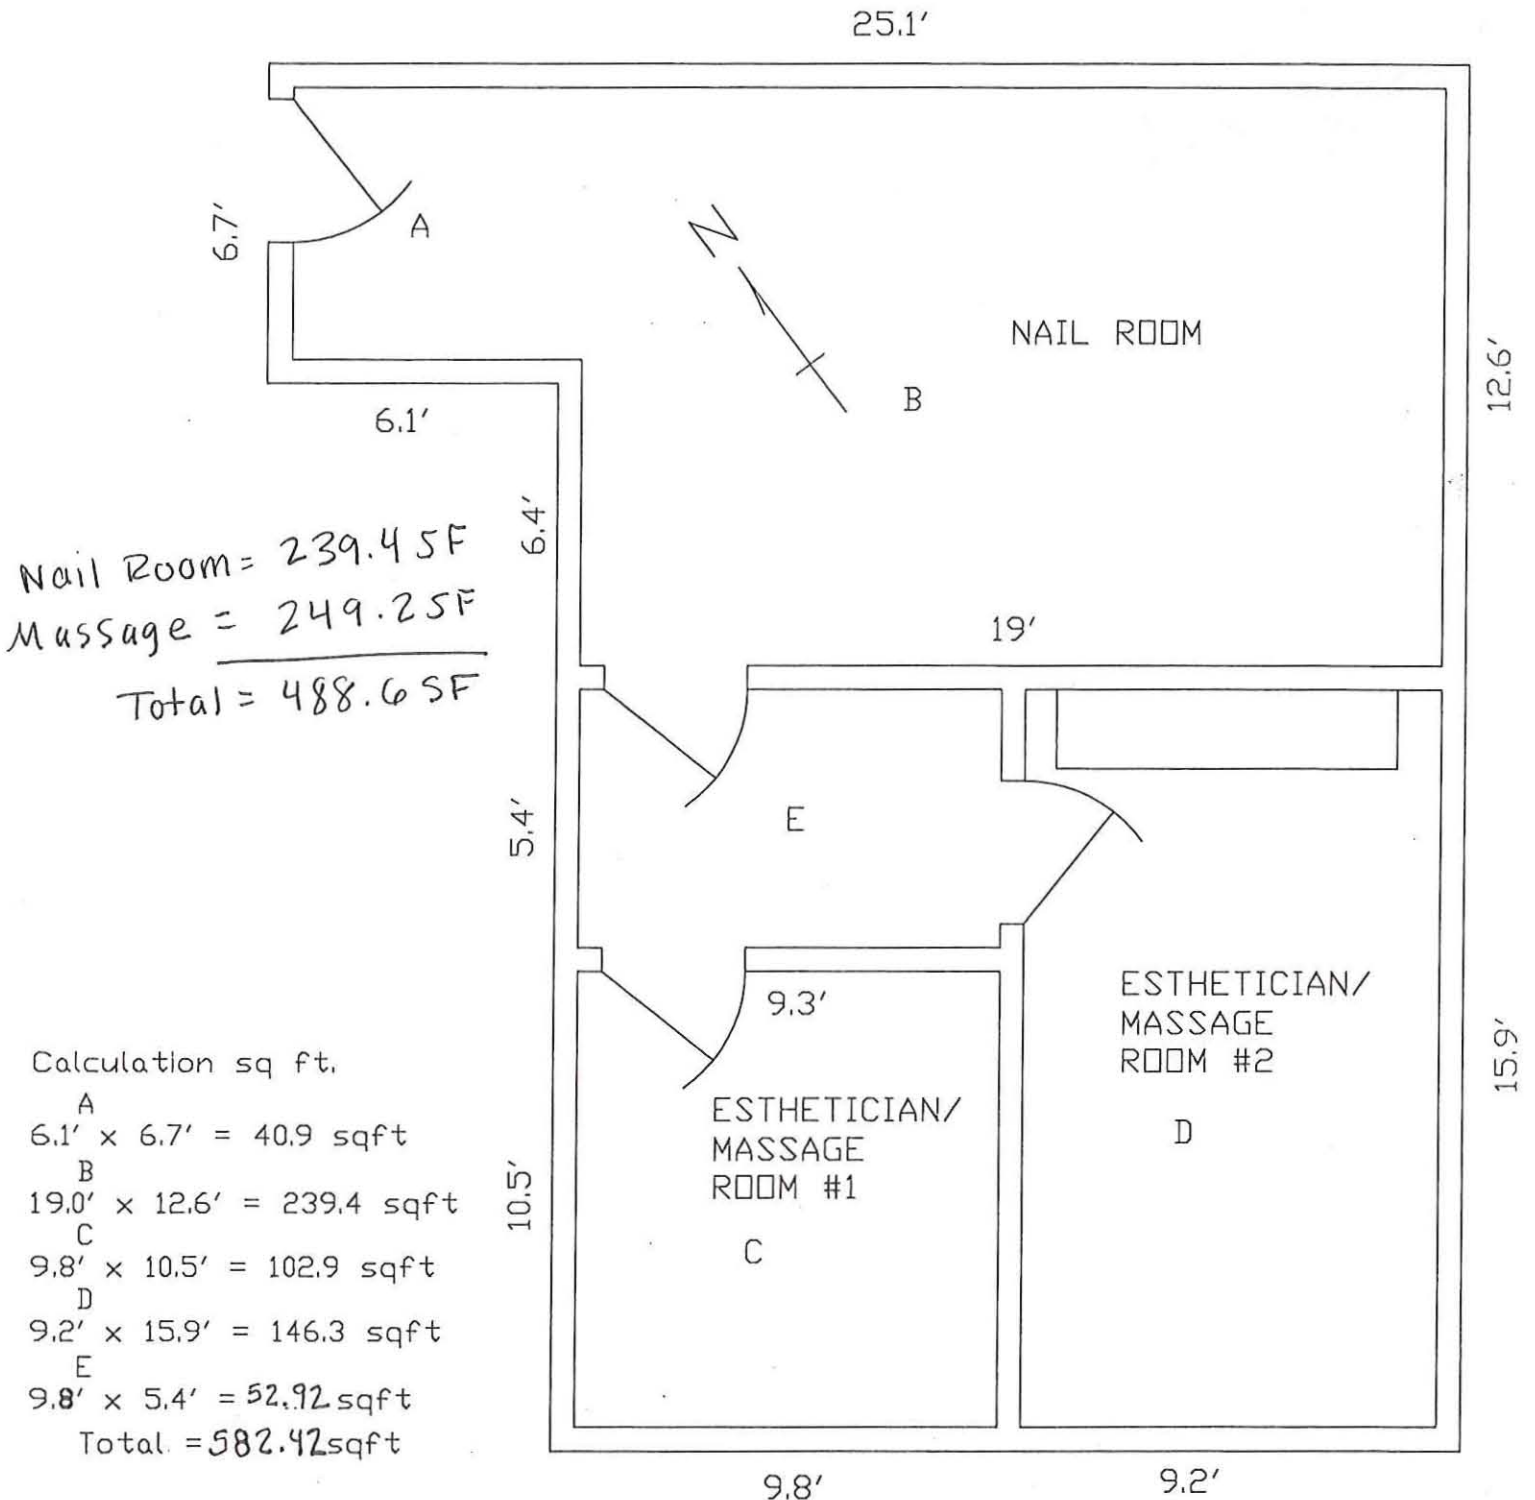 25.1'
6.7'
A
N
NAIL ROOM
B
12.6'
6.1'
6.4'
Nail Room = 239.4 SF
Massage = 249.2 SF
Total = 488.6 SF
19'
5.4'
E
9.3'
ESTHETICIAN/
MASSAGE
ROOM #2
D
15.9'
ESTHETICIAN/
MASSAGE
ROOM #1
C
10.5'
Calculation sq ft.
A
6.1' x 6.7' = 40.9 sqft
B
19.0' x 12.6' = 239.4 sqft
C
9.8' x 10.5' = 102.9 sqft
D
9.2' x 15.9' = 146.3 sqft
E
9.8' x 5.4' = 52.92 sqft
Total = 582.42 sqft
9.8'
9.2'